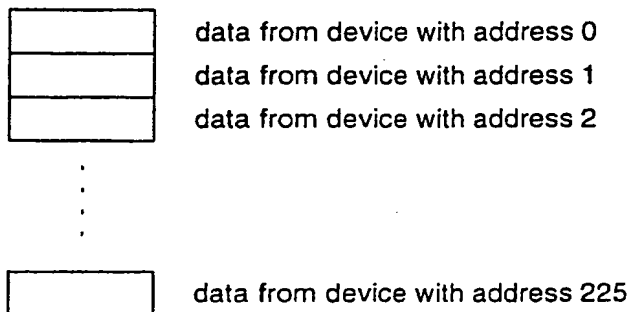 data from device with address 0
data from device with address 1
data from device with address 2
data from device with address 225